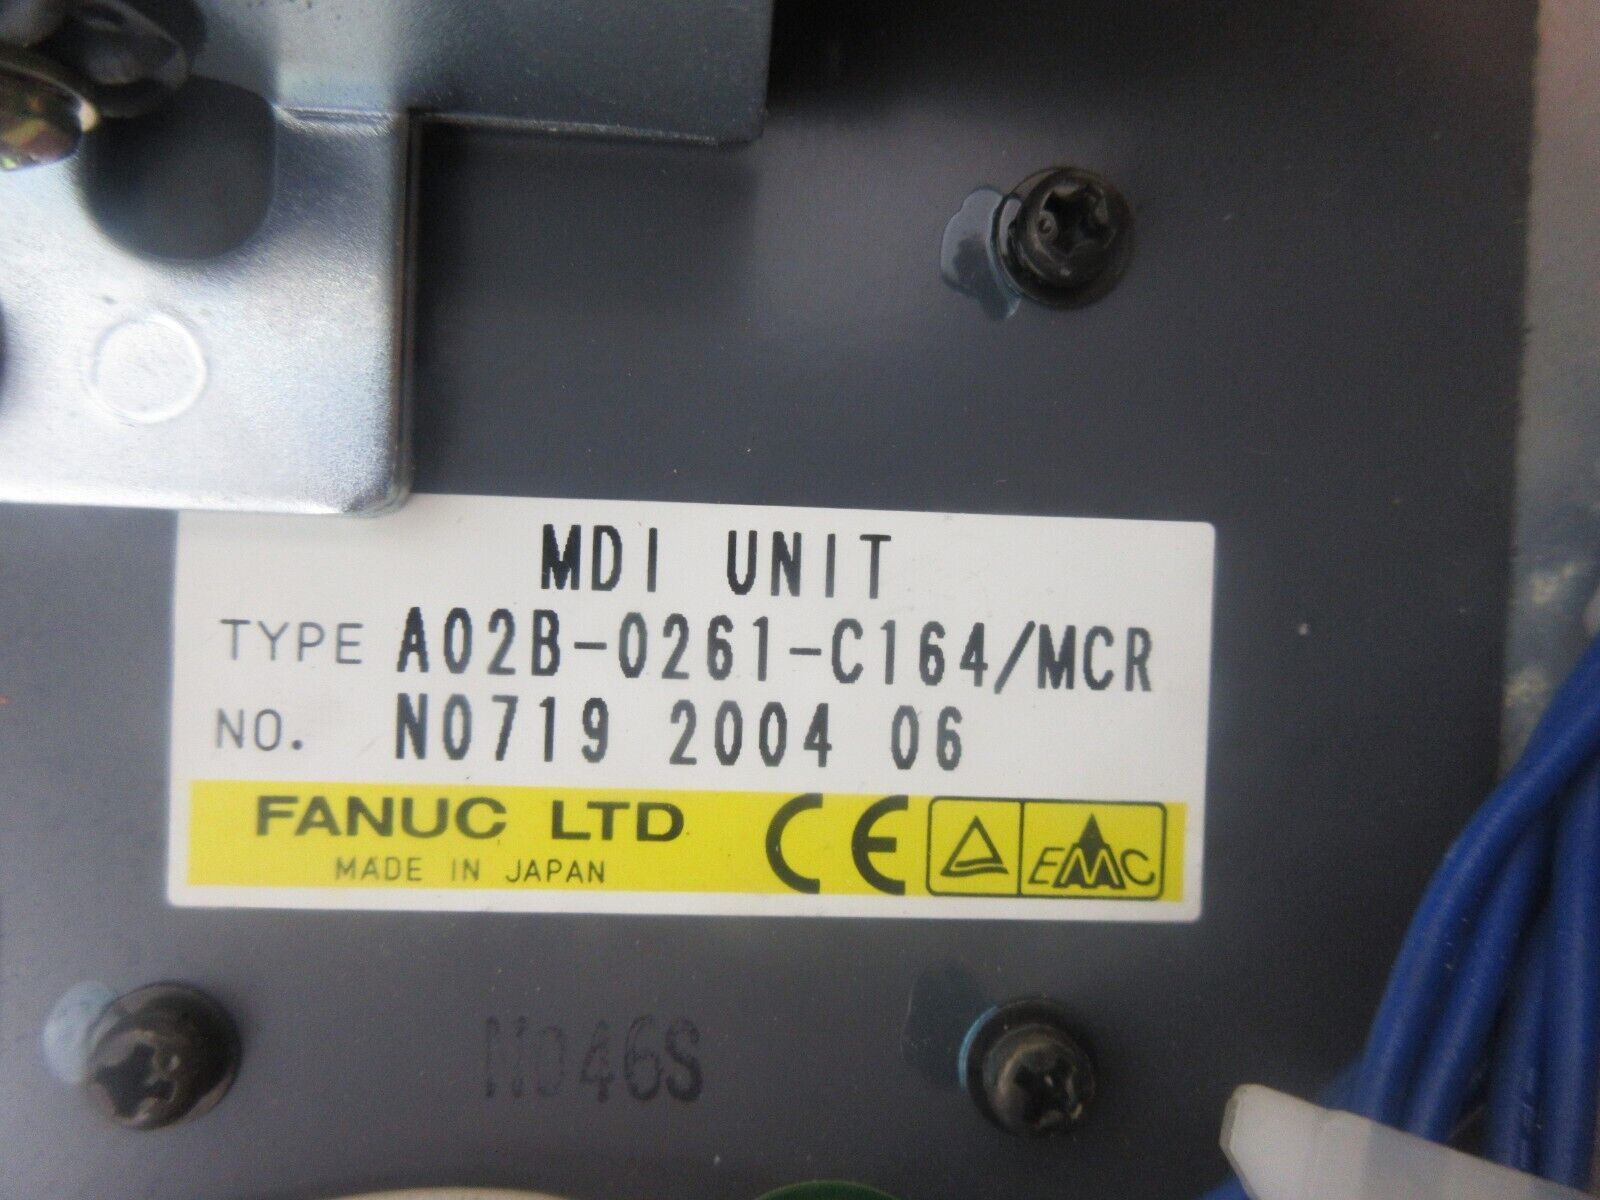 MDI UNIT
TYPE A02B-0261-C164/MCR
NO. N0719 2004 06
FANUC LTD CE EMC
MADE IN JAPAN
N046S